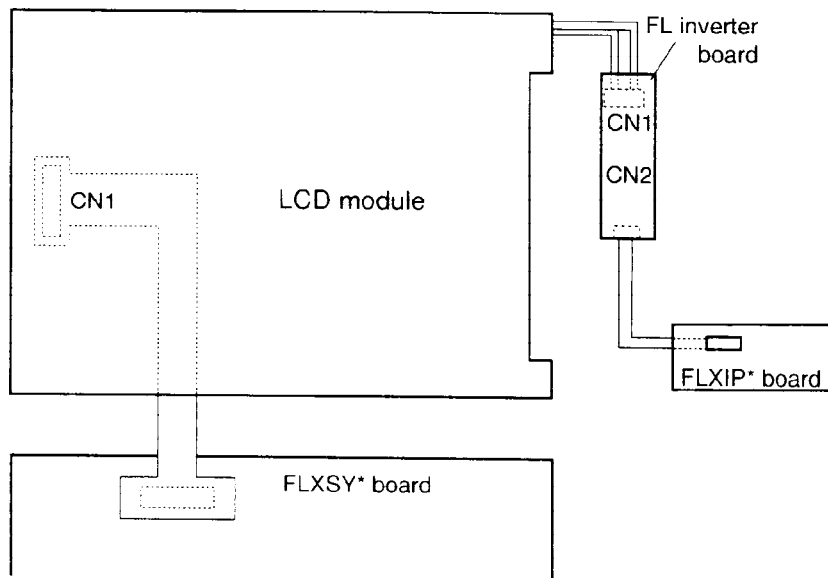 FL inverter
board
CN1
CN2
CN1
LCD module
FLXIP* board
FLXSY* board